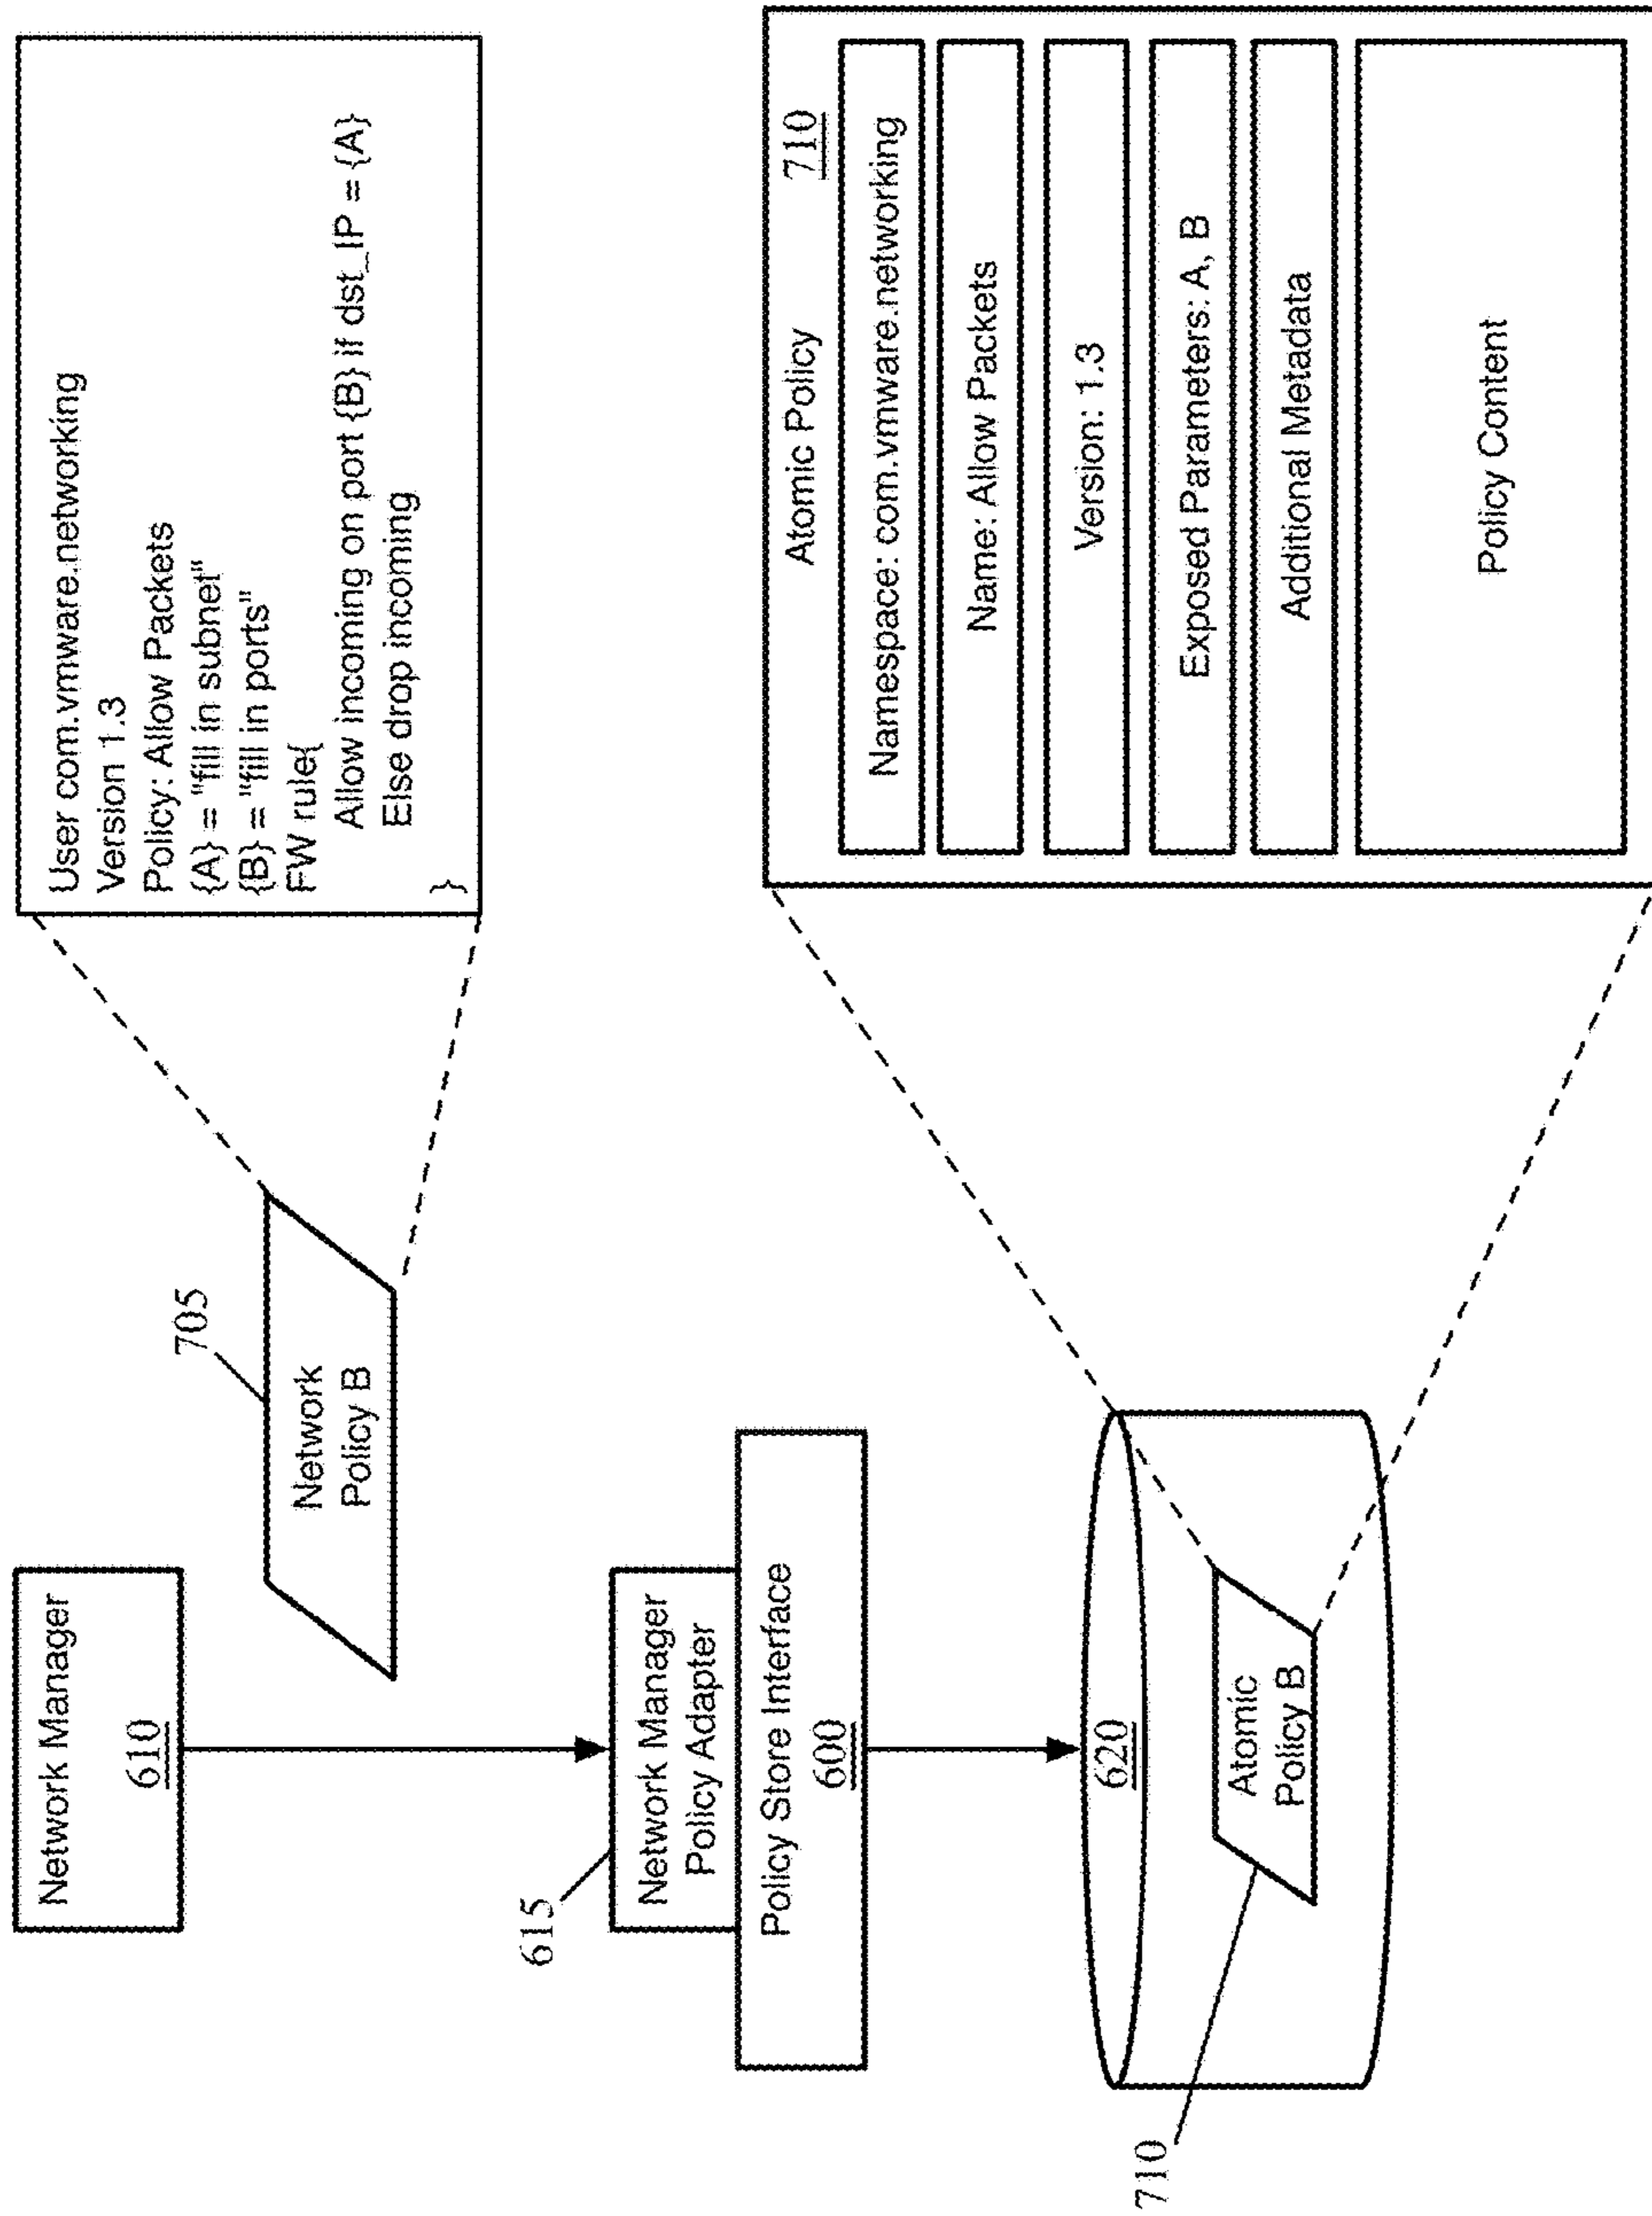 Network Manager
610
705
Network
Policy B
User com.vmware.networking
Version 1.3
Policy: Allow Packets
{A} = "fill in subnet"
{B} = "fill in ports"
FW rule{
Allow incoming on port {B} if dst_IP = {A}
Else drop incoming
}
615
Network Manager
Policy Adapter
Policy Store Interface
600
620
Atomic
Policy B
710
Atomic Policy
710
Namespace: com.vmware.networking
Name: Allow Packets
Version: 1.3
Exposed Parameters: A, B
Additional Metadata
Policy Content